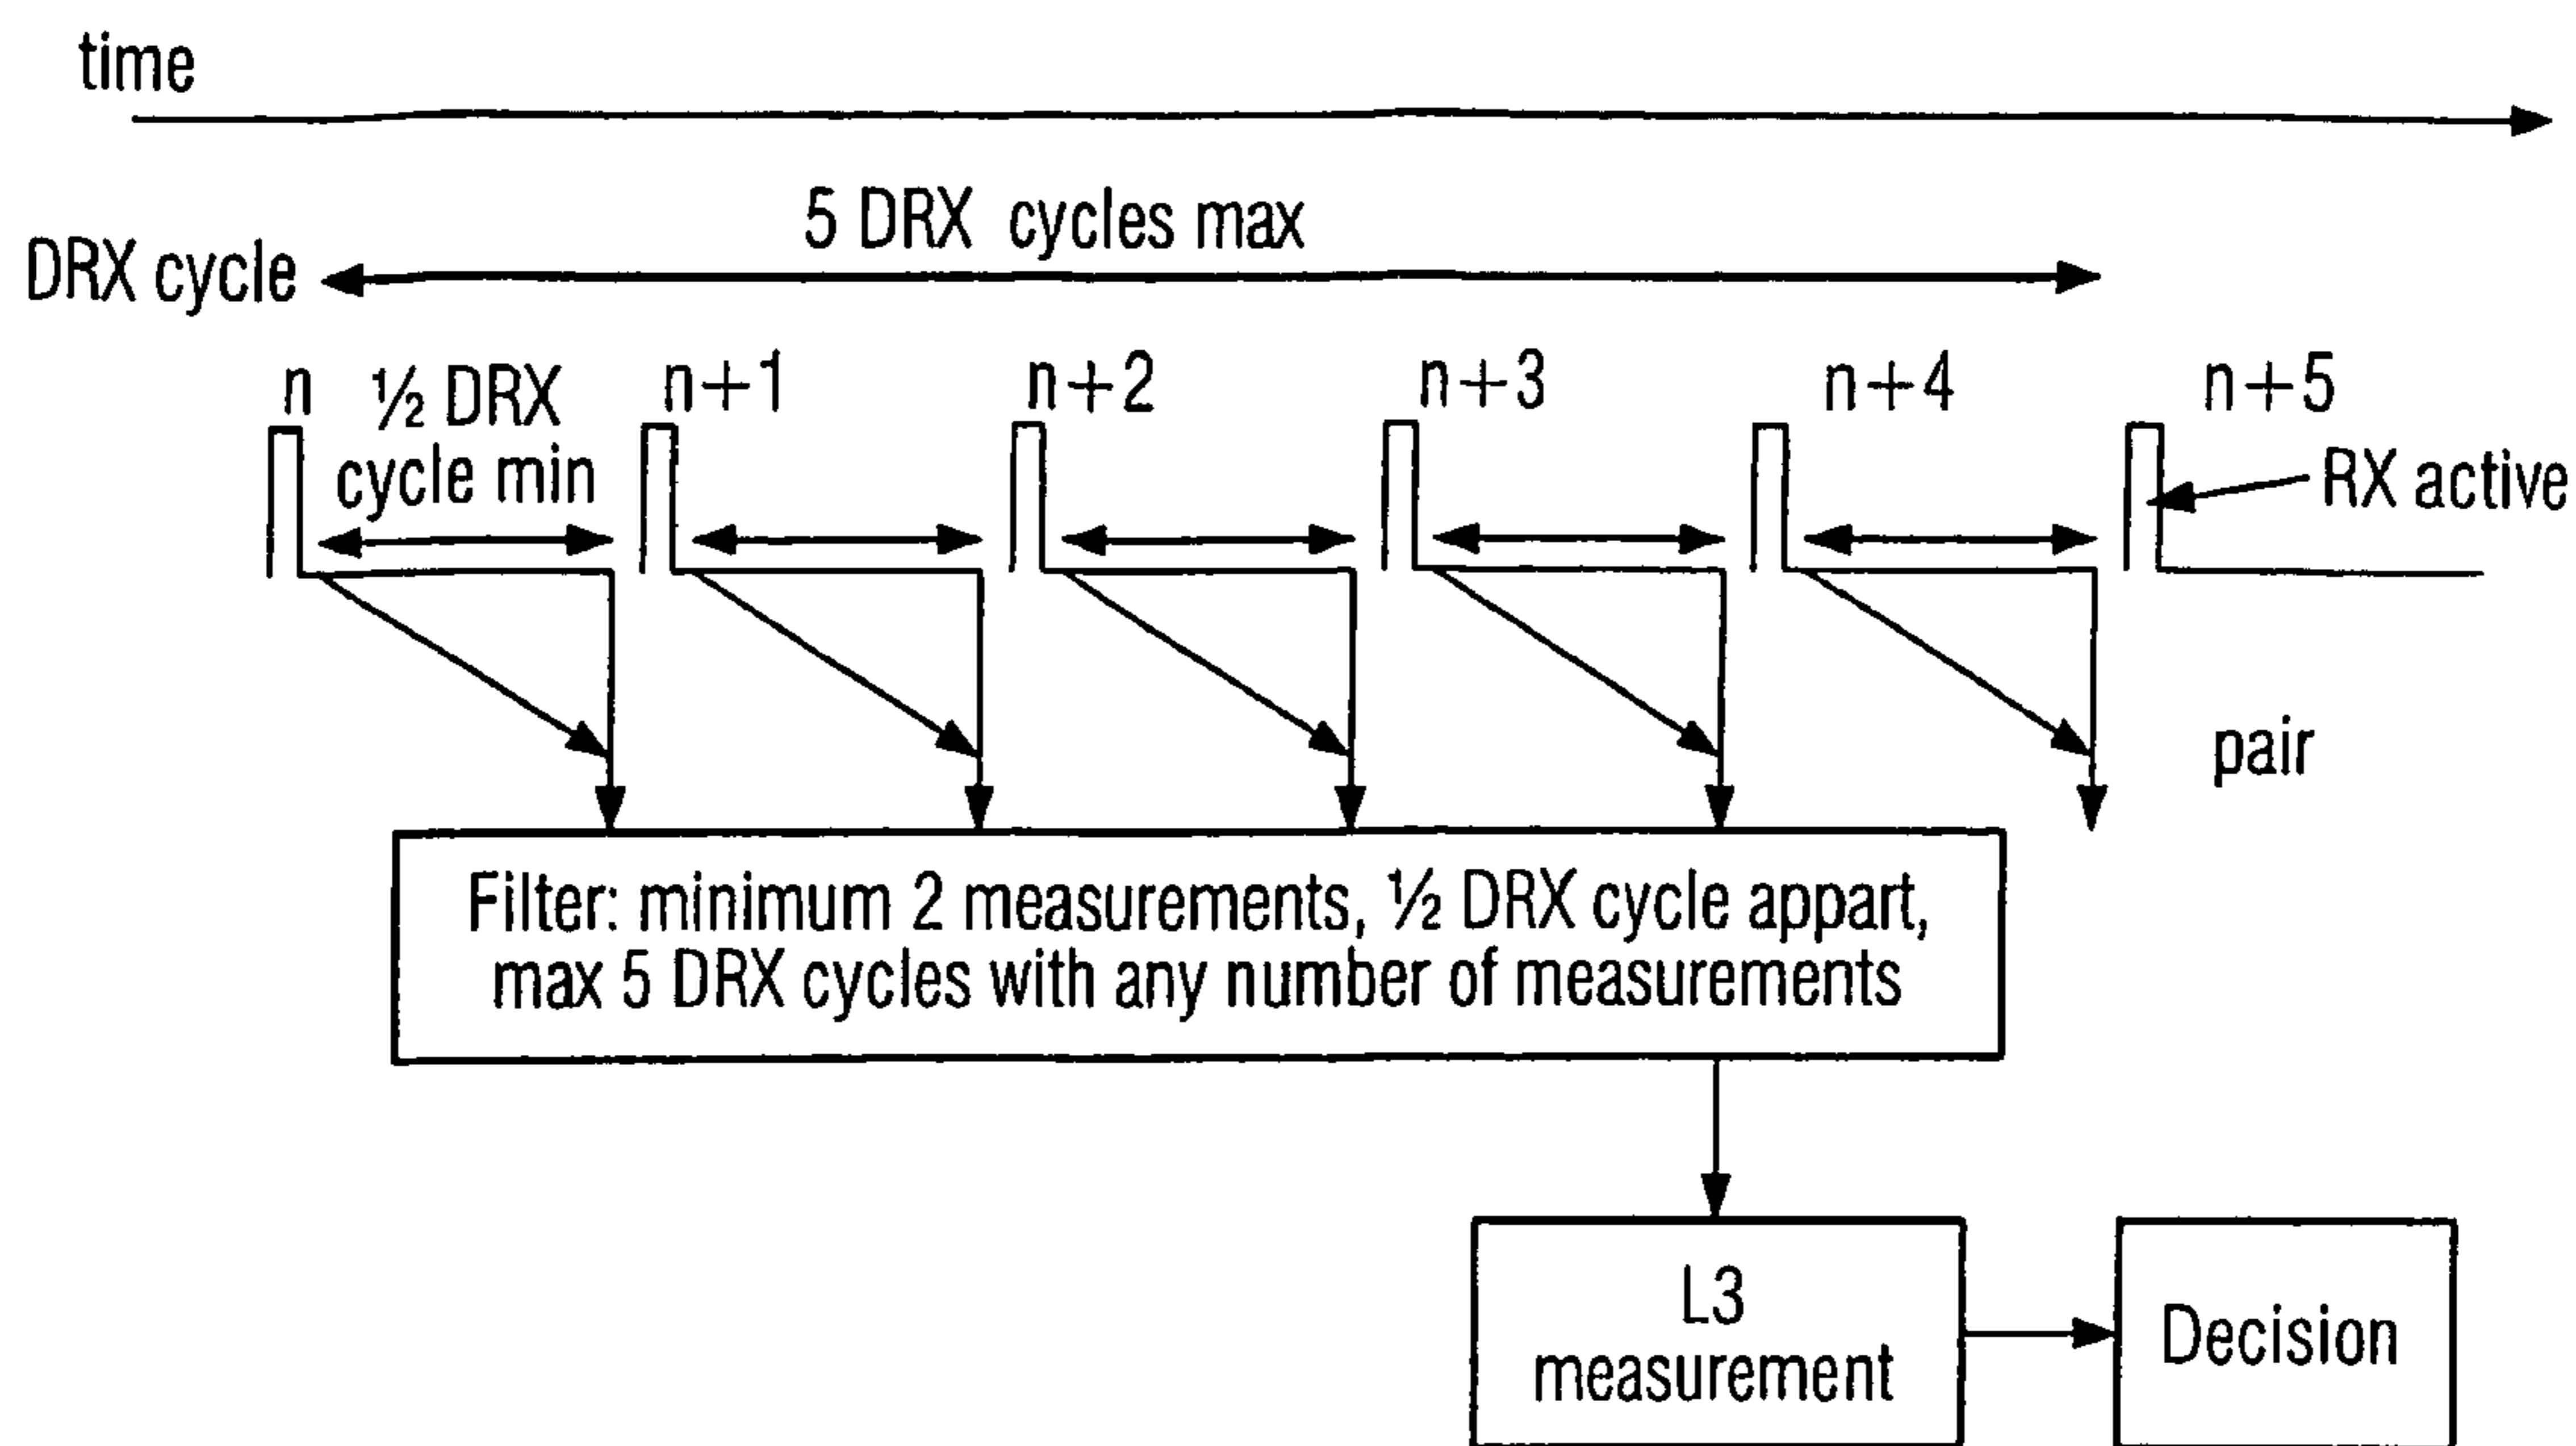 time
5 DRX cycles max
DRX cycle
n
½ DRX
cycle min
n+1
n+2
n+3
n+4
n+5
RX active
pair
Filter: minimum 2 measurements, ½ DRX cycle appart,
max 5 DRX cycles with any number of measurements
L3
measurement
Decision